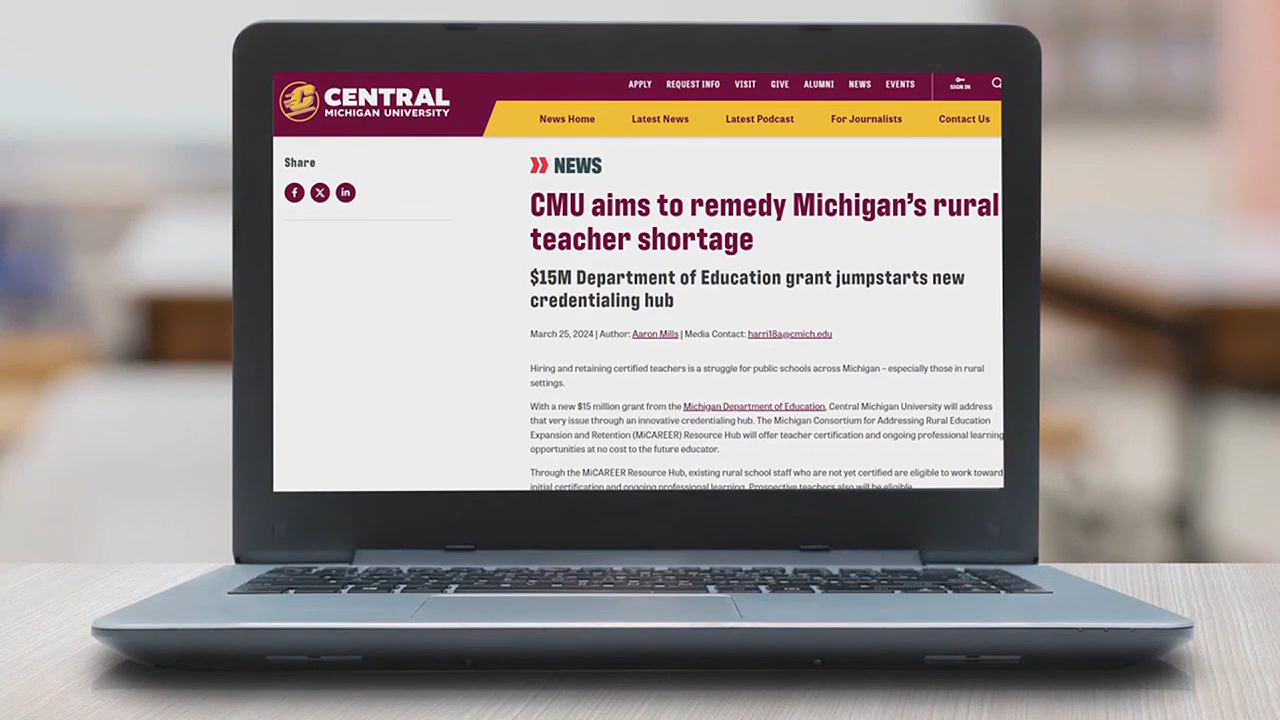 APPLY REQUEST INFO VISIT GIVE ALUMNI NEWS EVENTS SIGN IN
CENTRAL
MICHIGAN UNIVERSITY
News Home Latest News Latest Podcast For Journalists Contact Us
Share
NEWS
CMU aims to remedy Michigan's rural
teacher shortage
$15M Department of Education grant jumpstarts new
credentialing hub
March 25, 2024 | Author: Aaron Mills | Media Contact: harri18a@cmich.edu
Hiring and retaining certified teachers is a struggle for public schools across Michigan – especially those in rural
settings.
With a new $15 million grant from the Michigan Department of Education, Central Michigan University will address
that very issue through an innovative credentialing hub. The Michigan Consortium for Addressing Rural Education
Expansion and Retention (MiCAREER) Resource Hub will offer teacher certification and ongoing professional learning
opportunities at no cost to the future educator.
Through the MiCAREER Resource Hub, existing rural school staff who are not yet certified are eligible to work toward
initial certification and ongoing professional learning. Prospective teachers also will be eligible.